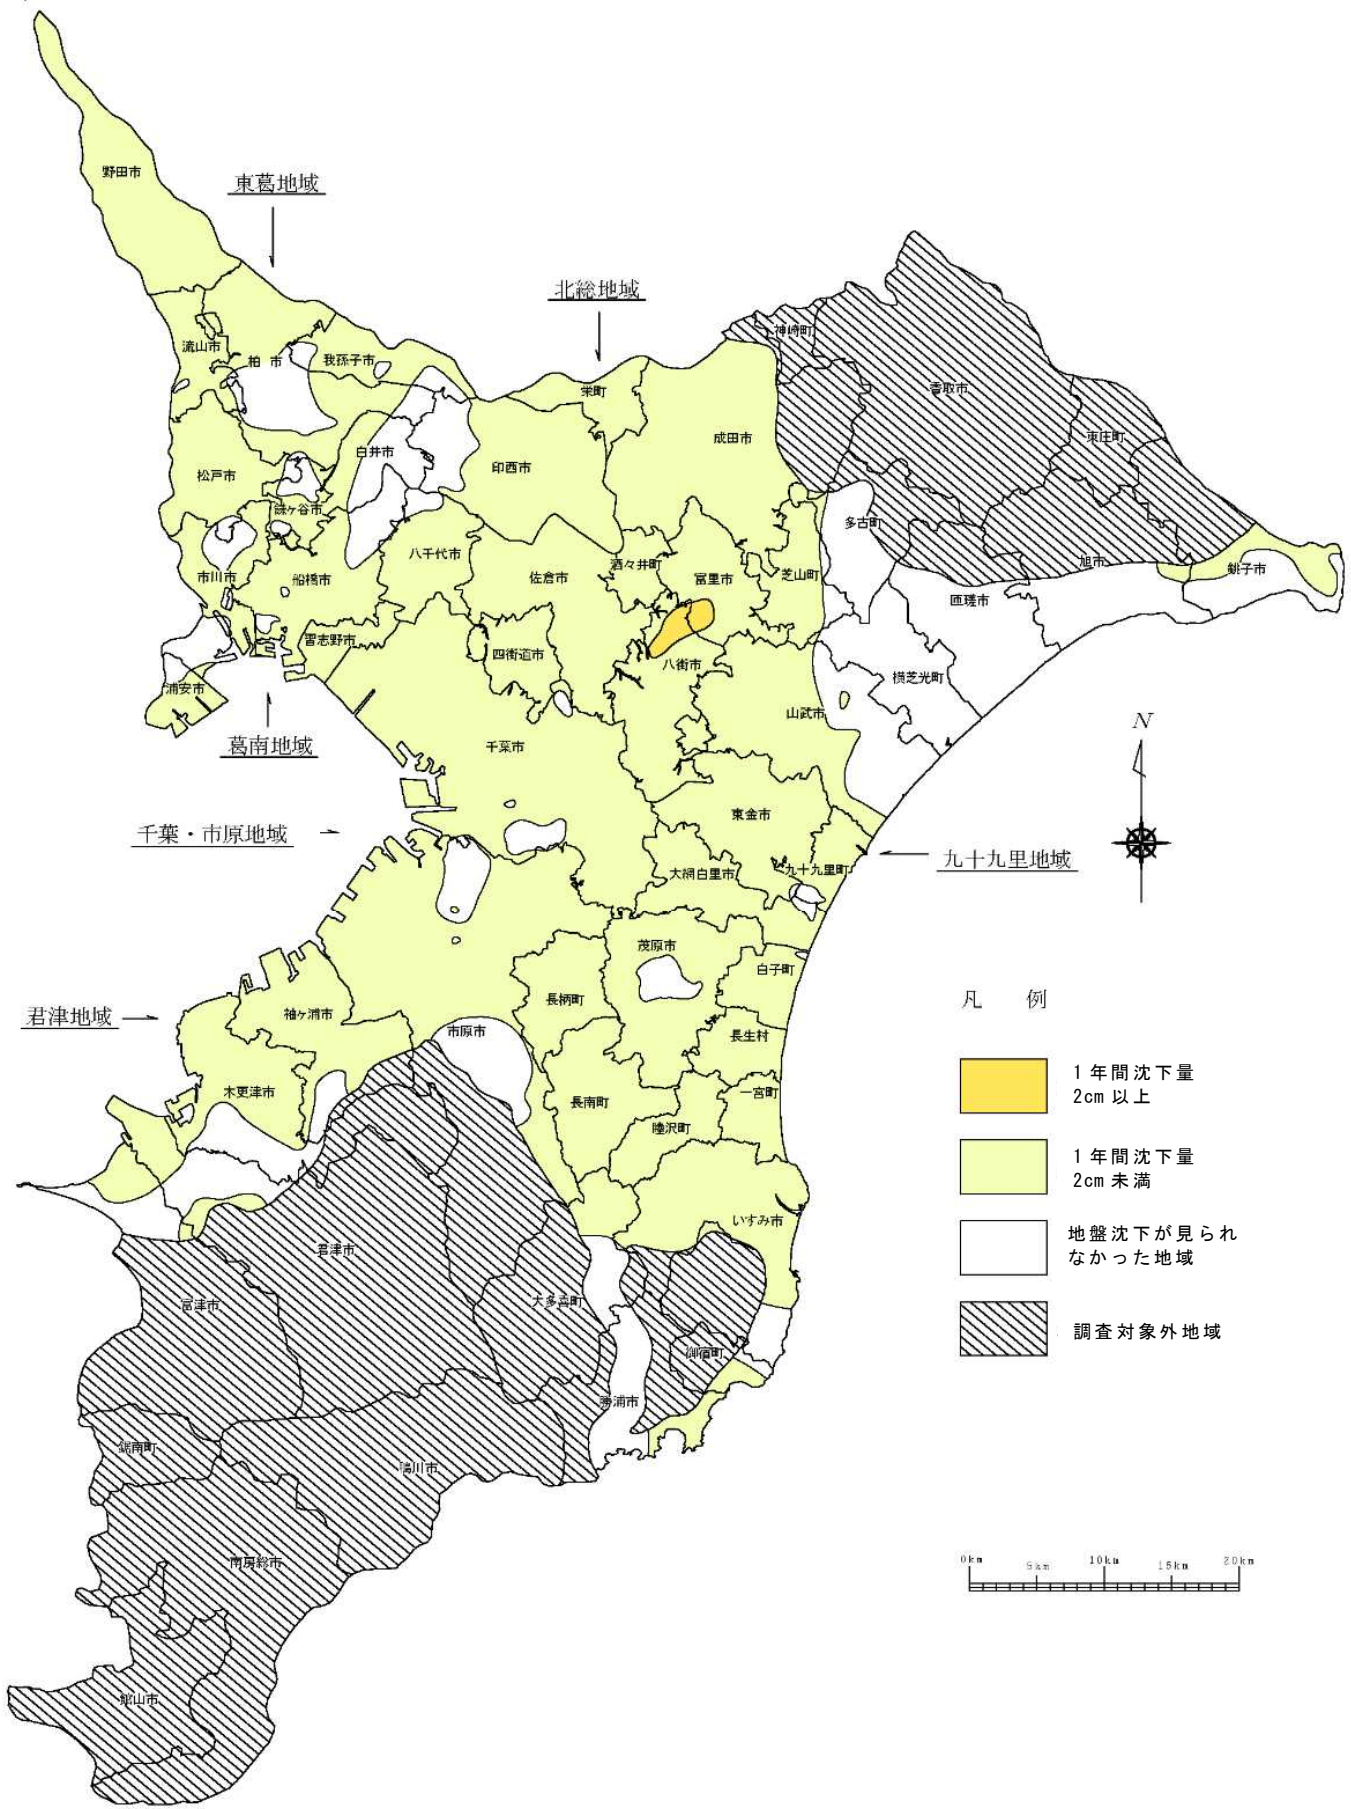 野田市
東葛地域
北総地域
神崎町
流山市
柏市
我孫子市
栄町
香取市
成田市
東庄町
白井市
印西市
松戸市
鎌ヶ谷市
多古町
八千代市
酒々井町
旭市
銚子市
市川市
船橋市
佐倉市
富里市
芝山町
匝瑳市
習志野市
四街道市
八街市
横芝光町
浦安市
山武市
N
葛南地域
千葉市
東金市
千葉・市原地域
九十九里地域
大網白里市
九十九里町
茂原市
白子町
長柄町
凡 例
君津地域
袖ヶ浦市
市原市
長生村
1年間沈下量
2cm以上
木更津市
長南町
一宮町
睦沢町
1年間沈下量
2cm未満
いすみ市
地盤沈下が見られ
なかった地域
君津市
富津市
大多喜町
調査対象外地域
御宿町
勝浦市
鋸南町
鴨川市
南房総市
0km 5km 10km 15km 20km
館山市